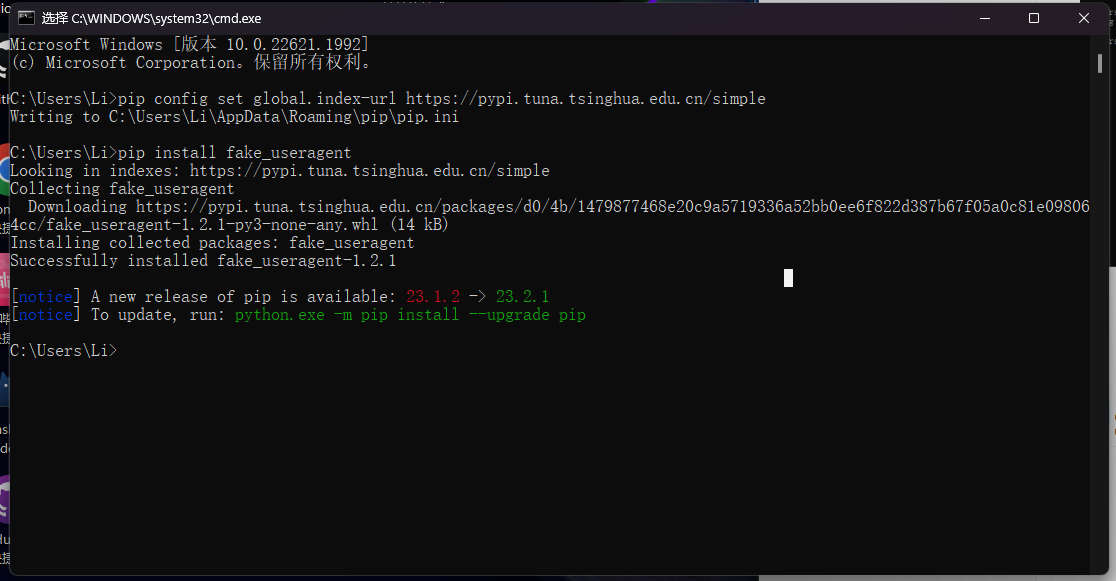 选择 C:\WINDOWS\system32\cmd.exe
Microsoft Windows [版本 10.0.22621.1992]
(c) Microsoft Corporation。保留所有权利。
C:\Users\Li>pip config set global.index-url https://pypi.tuna.tsinghua.edu.cn/simple
Writing to C:\Users\Li\AppData\Roaming\pip\pip.ini
C:\Users\Li>pip install fake_useragent
Looking in indexes: https://pypi.tuna.tsinghua.edu.cn/simple
Collecting fake_useragent
Downloading https://pypi.tuna.tsinghua.edu.cn/packages/d0/4b/1479877468e20c9a5719336a52bb0ee6f822d387b67f05a0c81e09806
4cc/fake_useragent-1.2.1-py3-none-any.whl (14 kB)
Installing collected packages: fake_useragent
Successfully installed fake_useragent-1.2.1
[notice] A new release of pip is available: 23.1.2 -> 23.2.1
[notice] To update, run: python.exe -m pip install --upgrade pip
C:\Users\Li>